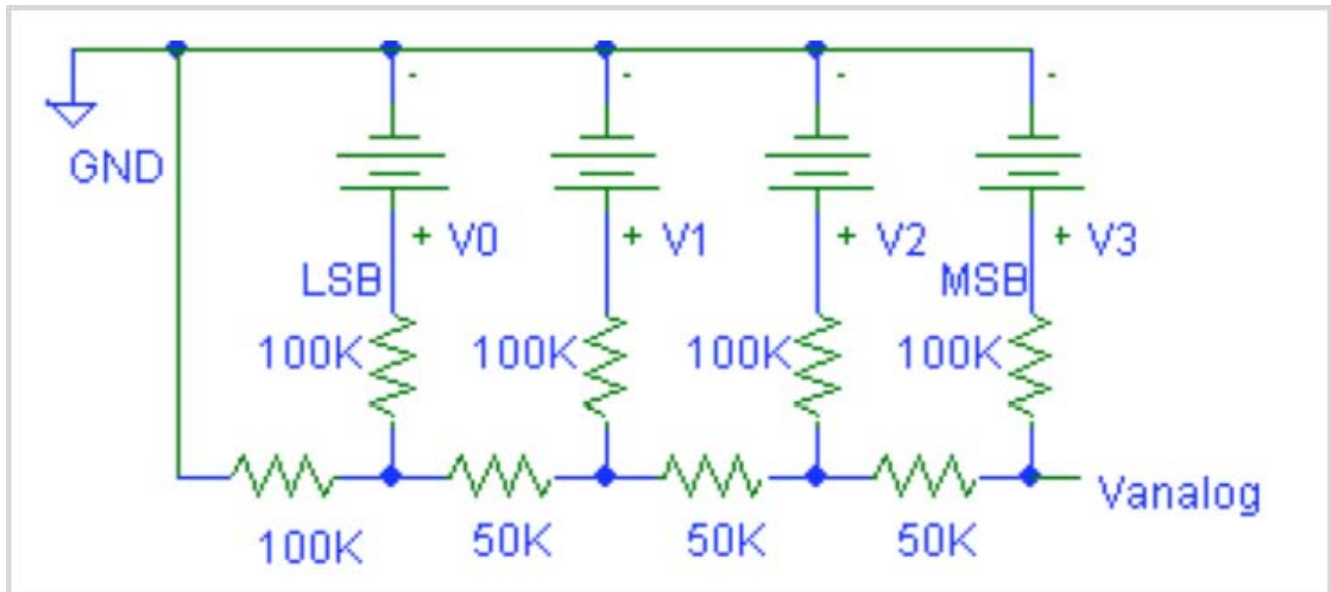 - - - -
GND
+ V0 + V1 + V2 + V3
LSB MSB
100K 100K 100K 100K
Vanalog
100K 50K 50K 50K